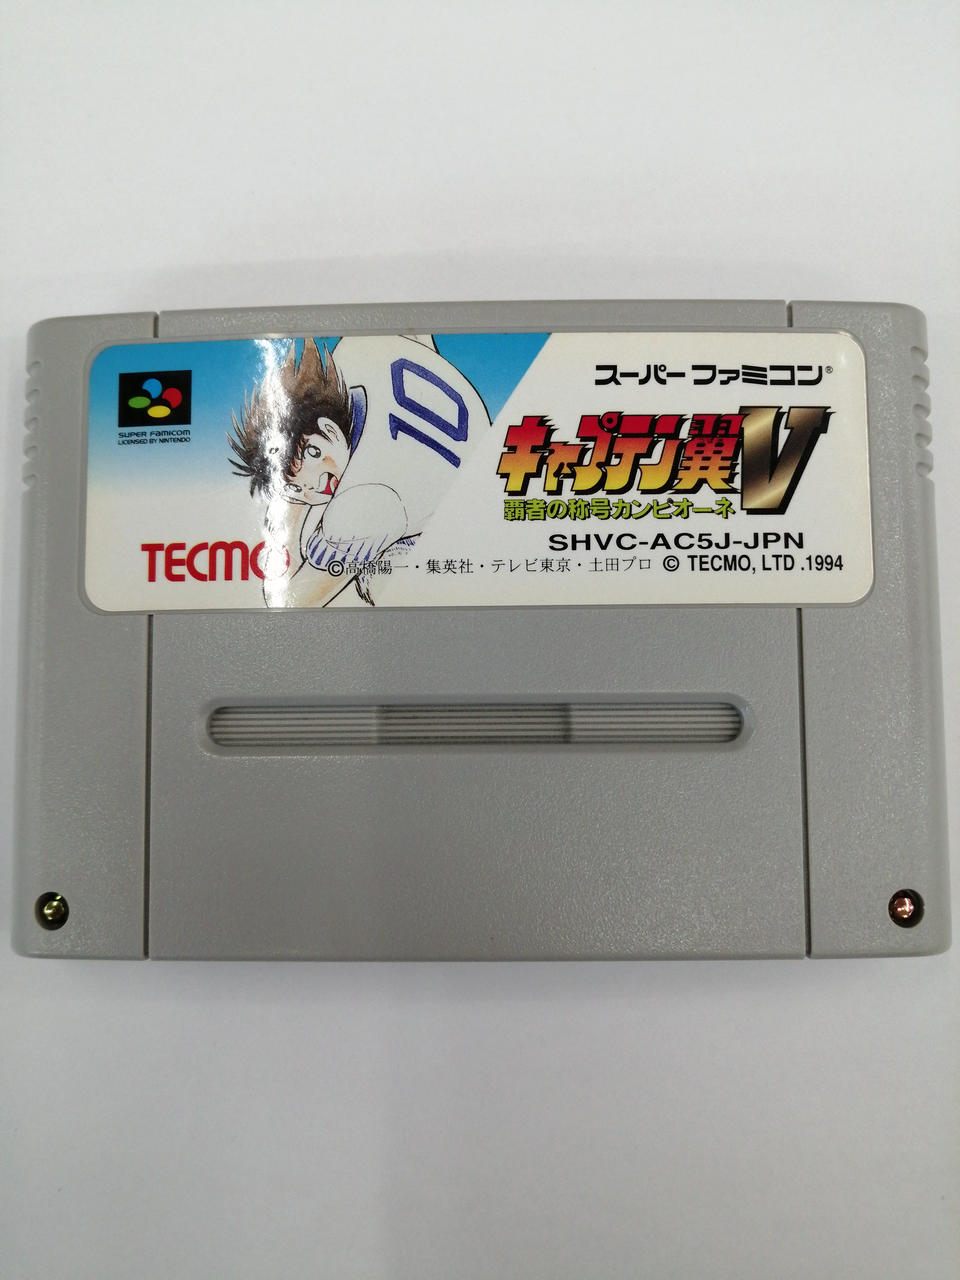 スーパーファミコン®
SUPER FAMICOM
LICENSED BY NINTENDO
10
キャプテン翼V
覇者の称号カンピオーネ
SHVC-AC5J-JPN
TECMO
©高橋陽一・集英社・テレビ東京・土田プロ © TECMO, LTD .1994